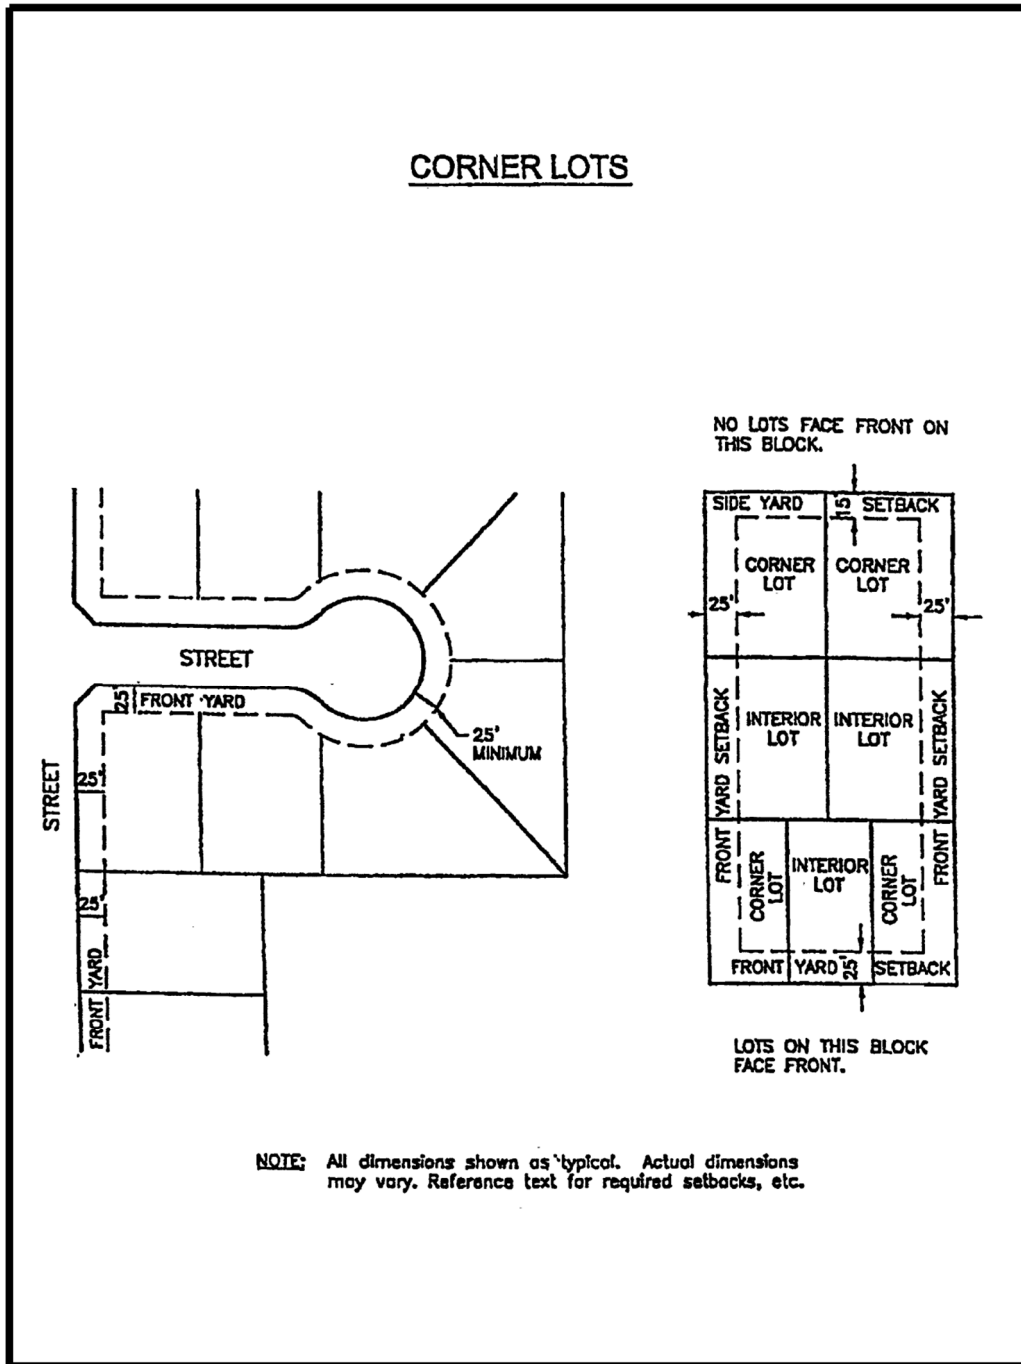 CORNER LOTS
STREET
25'
FRONT YARD
25'
MINIMUM
STREET
25'
25'
FRONT YARD
NO LOTS FACE FRONT ON
THIS BLOCK.
SIDE YARD
15'
SETBACK
CORNER
LOT
CORNER
LOT
25'
25'
INTERIOR
LOT
INTERIOR
LOT
FRONT YARD SETBACK
FRONT YARD SETBACK
CORNER
LOT
INTERIOR
LOT
CORNER
LOT
FRONT YARD 25' SETBACK
LOTS ON THIS BLOCK
FACE FRONT.
NOTE: All dimensions shown as typical. Actual dimensions
may vary. Reference text for required setbacks, etc.